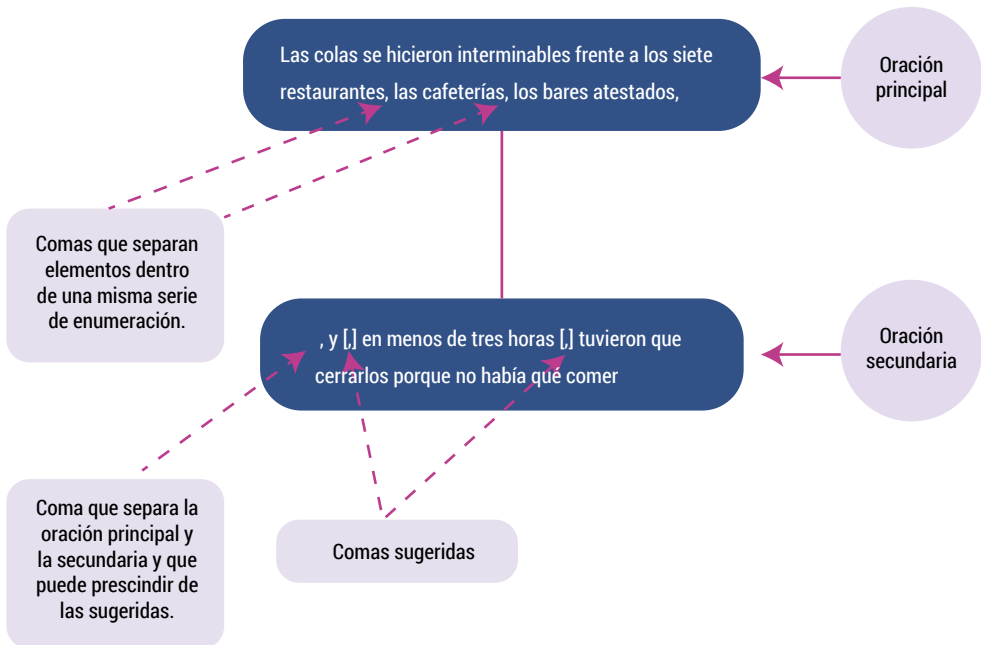 Las colas se hicieron interminables frente a los siete
restaurantes, las cafeterías, los bares atestados,
Oración
principal
Comas que separan
elementos dentro
de una misma serie
de enumeración.
, y [,] en menos de tres horas [,] tuvieron que
cerrarlos porque no había qué comer
Oración
secundaria
Coma que separa la
oración principal y
la secundaria y que
puede prescindir de
las sugeridas.
Comas sugeridas